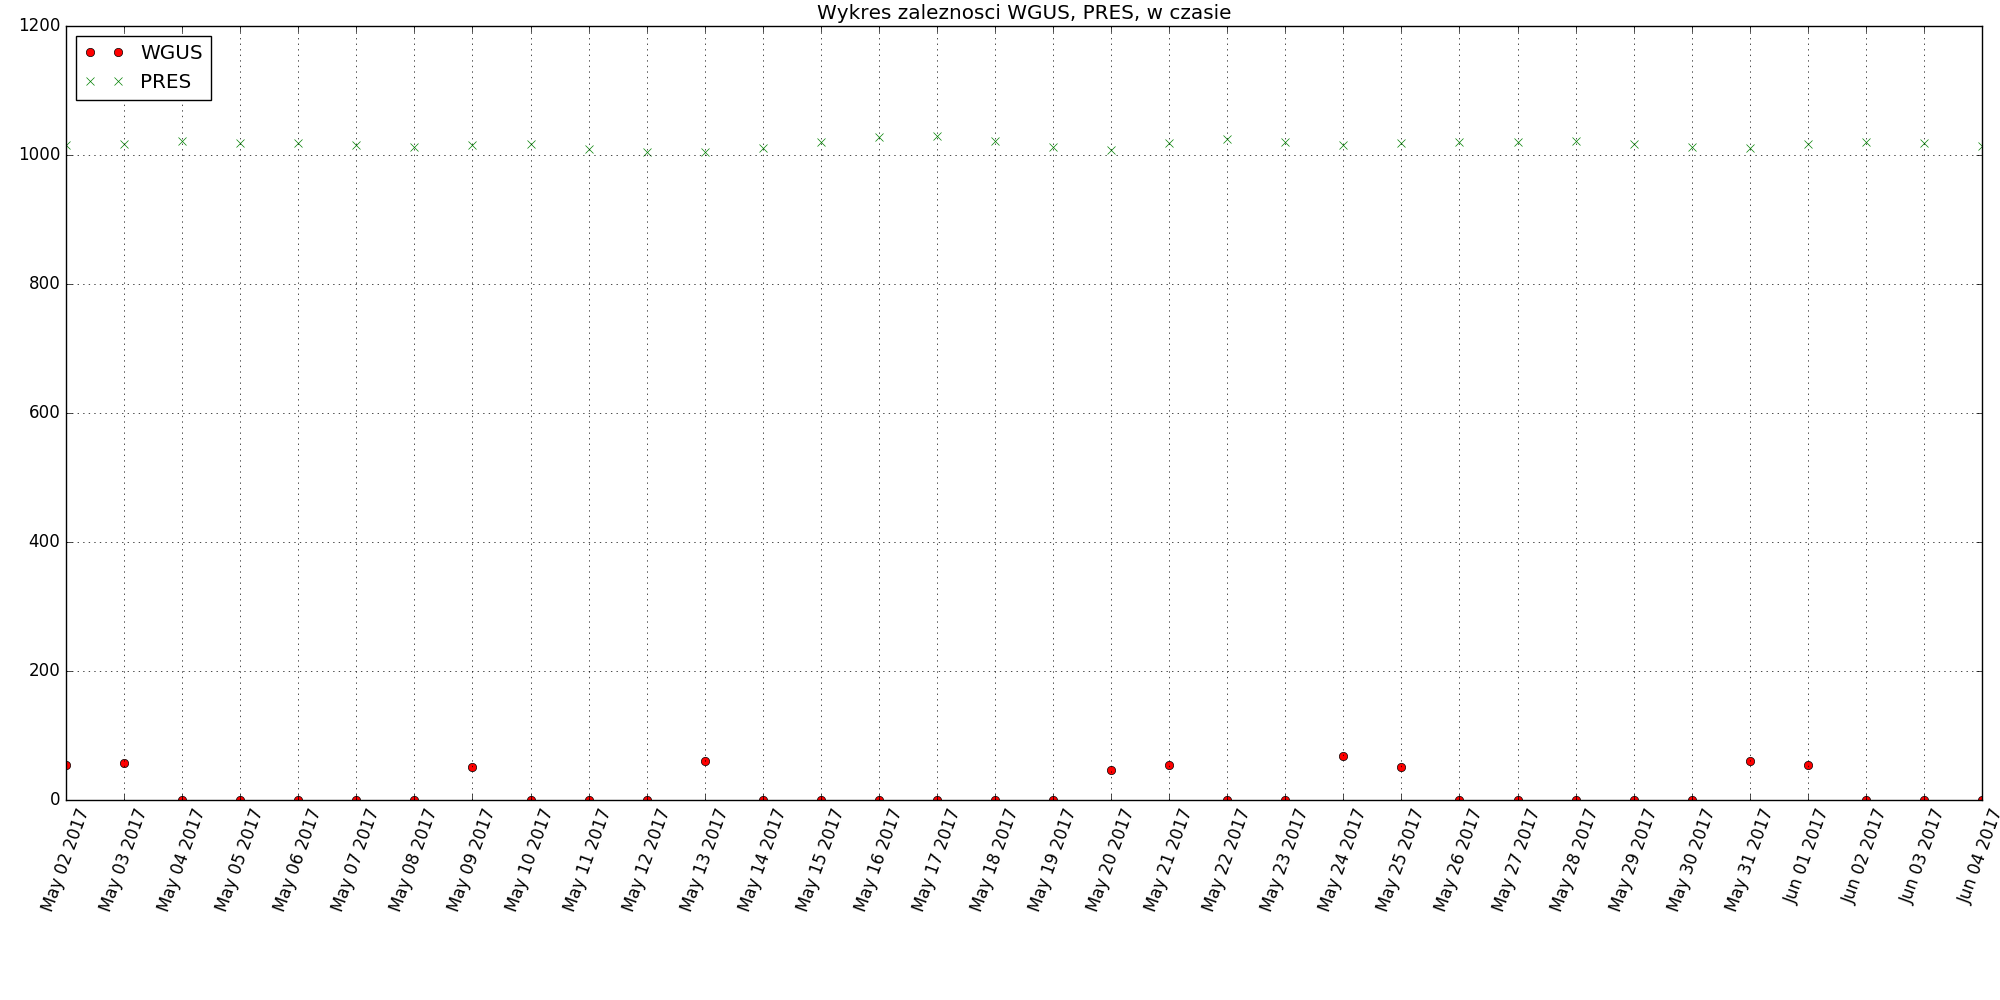 Wykres zaleznosci WGUS, PRES, w czasie
WGUS
PRES
1200
1000
800
600
400
200
0
May 02 2017
May 03 2017
May 04 2017
May 05 2017
May 06 2017
May 07 2017
May 08 2017
May 09 2017
May 10 2017
May 11 2017
May 12 2017
May 13 2017
May 14 2017
May 15 2017
May 16 2017
May 17 2017
May 18 2017
May 19 2017
May 20 2017
May 21 2017
May 22 2017
May 23 2017
May 24 2017
May 25 2017
May 26 2017
May 27 2017
May 28 2017
May 29 2017
May 30 2017
May 31 2017
Jun 01 2017
Jun 02 2017
Jun 03 2017
Jun 04 2017